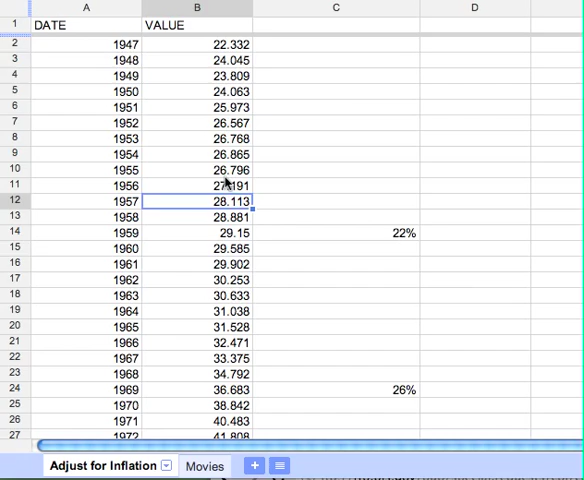 A B C D
1 DATE VALUE
2 1947 22.332
3 1948 24.045
4 1949 23.809
5 1950 24.063
6 1951 25.973
7 1952 26.567
8 1953 26.768
9 1954 26.865
10 1955 26.796
11 1956 27.191
12 1957 28.113
13 1958 28.881
14 1959 29.15 22%
15 1960 29.585
16 1961 29.902
17 1962 30.253
18 1963 30.633
19 1964 31.038
20 1965 31.528
21 1966 32.471
22 1967 33.375
23 1968 34.792
24 1969 36.683 26%
25 1970 38.842
26 1971 40.483
27 1972 41.808
Adjust for Inflation Movies